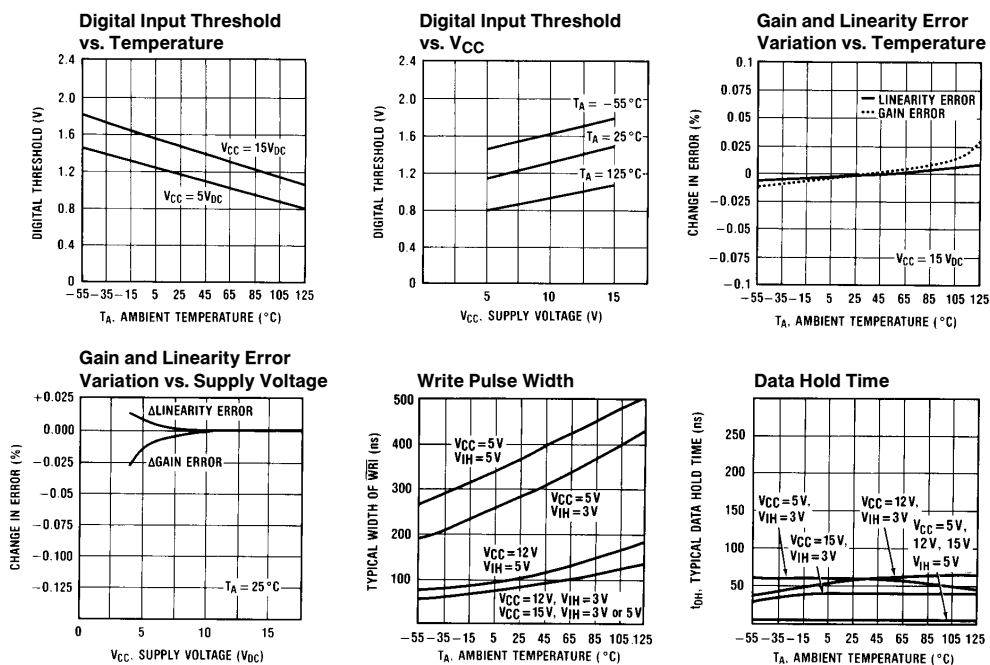 Digital Input Threshold
vs. Temperature
2.4
2.0
1.6
1.2
0.8
0.4
0
DIGITAL THRESHOLD (V)
VCC = 15VDC
VCC = 5VDC
−55−35−15 5 25 45 65 85 105 125
TA. AMBIENT TEMPERATURE (°C)
Digital Input Threshold
vs. VCC
2.4
2.0
1.6
1.2
0.8
0.4
0
DIGITAL THRESHOLD (V)
TA = −55°C
TA = 25°C
TA = 125°C
5 10 15
VCC. SUPPLY VOLTAGE (V)
Gain and Linearity Error
Variation vs. Temperature
0.1
0.075
0.05
0.025
0
−0.025
−0.05
−0.075
−0.1
CHANGE IN ERROR (%)
LINEARITY ERROR
GAIN ERROR
VCC = 15 VDC
−55−35−15 5 25 45 65 85 105 125
TA. AMBIENT TEMPERATURE (°C)
Gain and Linearity Error
Variation vs. Supply Voltage
+0.025
0.000
−0.025
−0.05
−0.075
−0.100
−0.125
CHANGE IN ERROR (%)
ΔLINEARITY ERROR
ΔGAIN ERROR
TA = 25°C
0 5 10 15
VCC. SUPPLY VOLTAGE (VDC)
Write Pulse Width
500
400
300
200
100
TYPICAL WIDTH OF WRI (ns)
VCC = 5V
VIH = 5V
VCC = 5V
VIH = 3V
VCC = 12V
VIH = 5V
VCC = 12V, VIH = 3V
VCC = 15V, VIH = 3V or 5V
−55−35−15 5 25 45 65 85 105.125
TA. AMBIENT TEMPERATURE (°C)
Data Hold Time
250
200
150
100
50
tDH, TYPICAL DATA HOLD TIME (ns)
VCC = 5V,
VIH = 3V
VCC = 15V,
VIH = 3V
VCC = 12V,
VIH = 3V
VCC = 5V,
12V, 15V
VIH = 5V
−55−35−15 5 25 45 65 85 105 125
TA. AMBIENT TEMPERATURE (°C)